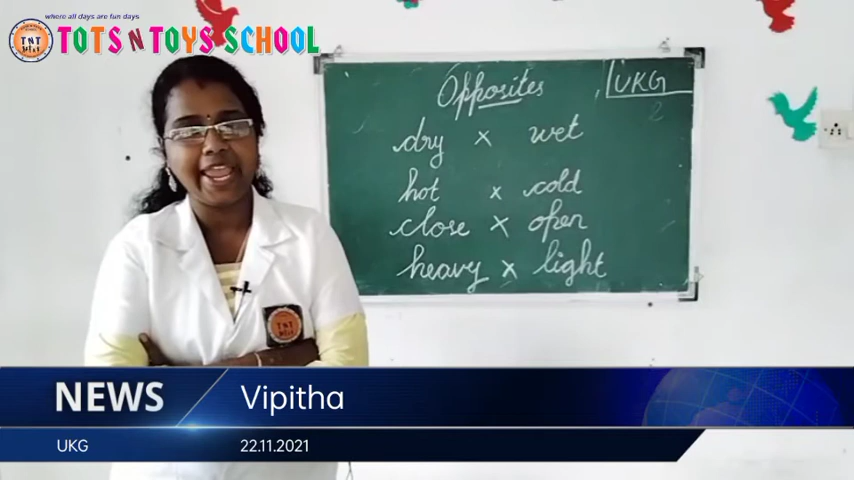 where all days are fun days
TOTS N TOYS SCHOOL
TNT
Opposites
UKG
2
dry x wet
hot x cold
close x open
heavy x light
TNT
NEWS
Vipitha
UKG
22.11.2021